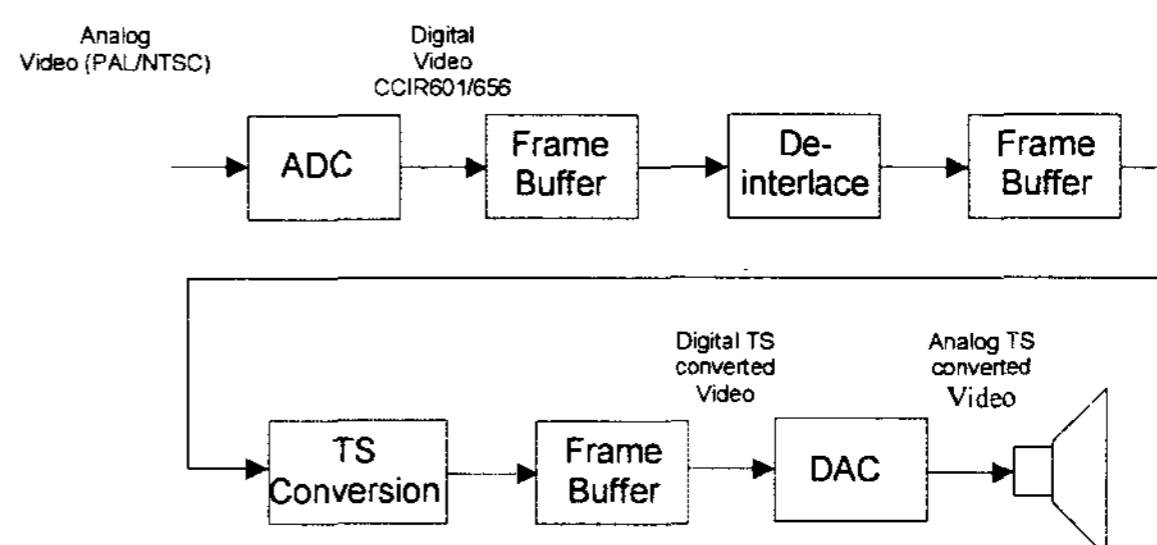 Analog
Video (PAL/NTSC)
Digital
Video
CCIR601/656
ADC
Frame
Buffer
De-
interlace
Frame
Buffer
Digital TS
converted
Video
Analog TS
converted
Video
TS
Conversion
Frame
Buffer
DAC